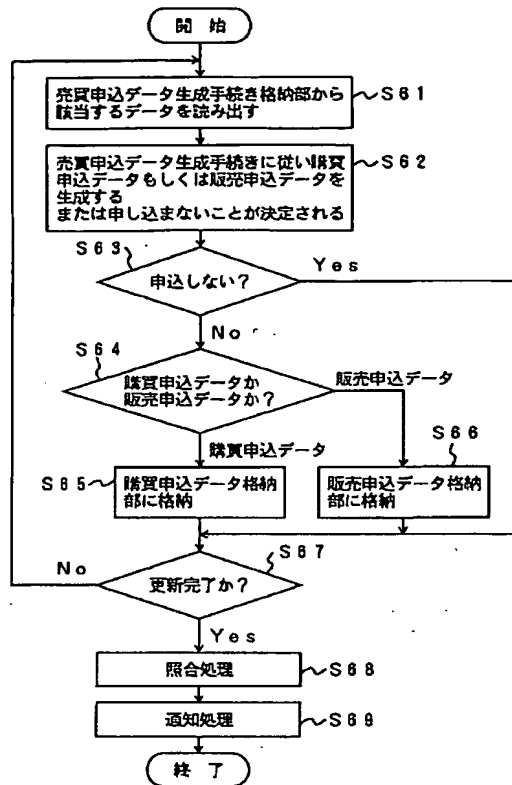 開始
売買申込データ生成手続き格納部から
該当するデータを読み出す
S61
売買申込データ生成手続きに従い購買
申込データもしくは販売申込データを
生成する
または申し込まないことが決定される
S62
S63
申込しない？
Yes
No
S64
購買申込データか
販売申込データか？
販売申込データ
購買申込データ
S65
購買申込データ格納
部に格納
S66
販売申込データ格納
部に格納
S67
更新完了か？
No
Yes
照合処理
S68
通知処理
S69
終了